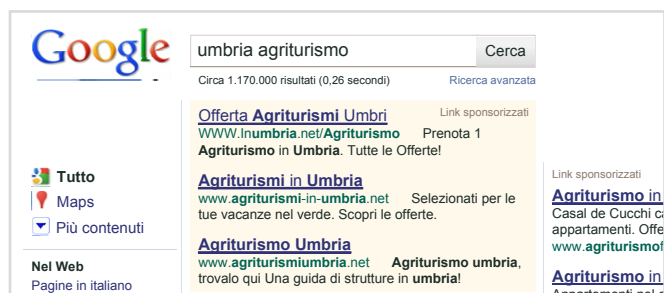 Google
umbria agriturismo Cerca
Circa 1.170.000 risultati (0,26 secondi) Ricerca avanzata
Offerta Agriturismi Umbri Link sponsorizzati
WWW.Inumbria.net/Agriturismo Prenota 1
Agriturismo in Umbria. Tutte le Offerte!
Agriturismi in Umbria
www.agriturismi-in-umbria.net Selezionati per le
tue vacanze nel verde. Scopri le offerte.
Agriturismo Umbria
www.agritursmiumbria.net Agriturismo umbria,
trovalo qui Una guida di strutture in umbria!
Tutto
Maps
Più contenuti
Nel Web
Pagine in italiano
Link sponsorizzati
Agriturismo in
Casal de Cucchi
appartamenti. Offe
www.agriturismof
Agriturismo in